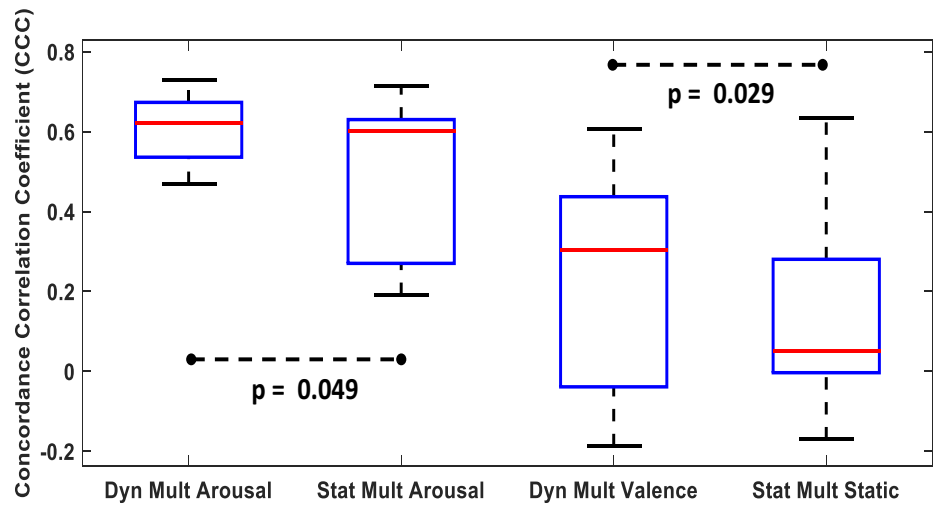 Concordance Correlation Coefficient (CCC)
0.8
0.6
0.4
0.2
0
-0.2
p = 0.029
p = 0.049
Dyn Mult Arousal
Stat Mult Arousal
Dyn Mult Valence
Stat Mult Static